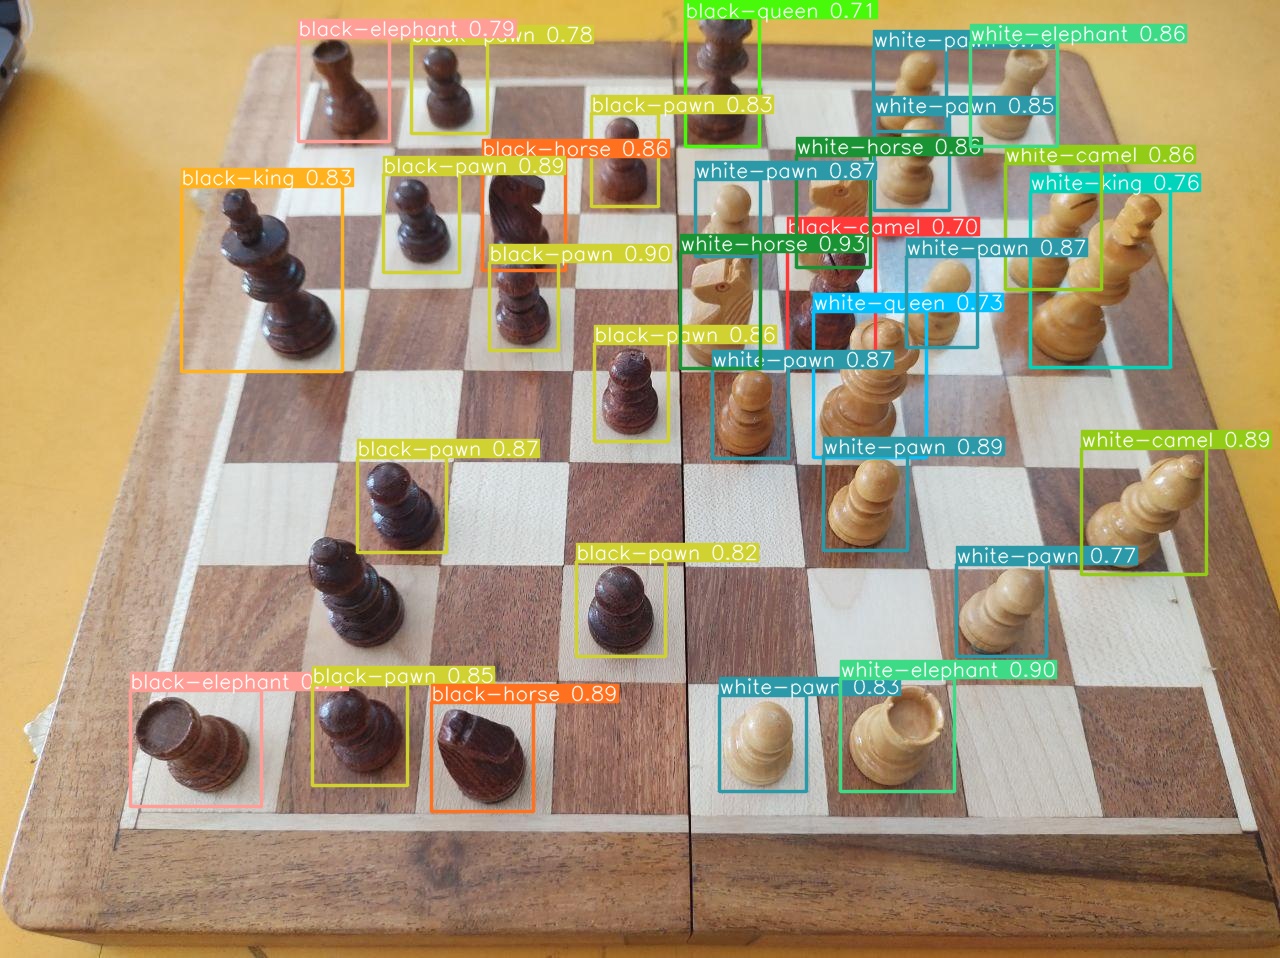 black-queen 0.71
black-elephant 0.79
black-pawn 0.78
white-pawn
white-elephant 0.86
black-pawn 0.83
white-pawn 0.85
black-horse 0.86
white-horse 0.86
white-camel 0.86
black-pawn 0.89
white-pawn 0.87
black-king 0.83
white-king 0.76
black-camel 0.70
white-horse 0.93
black-pawn 0.90
white-pawn 0.87
white-queen 0.73
black-pawn 0.86
white-pawn 0.87
white-camel 0.89
black-pawn 0.87
white-pawn 0.89
black-pawn 0.82
white-pawn 0.77
white-elephant 0.90
black-pawn 0.85
black-elephant
white-pawn 0.83
black-horse 0.89